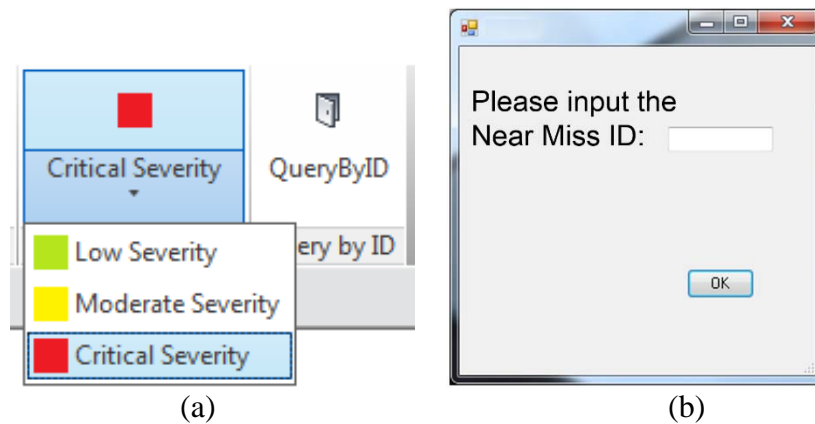 Critical Severity
QueryByID
Low Severity
Moderate Severity
Critical Severity
ery by ID
Please input the
Near Miss ID:
OK
(a)
(b)